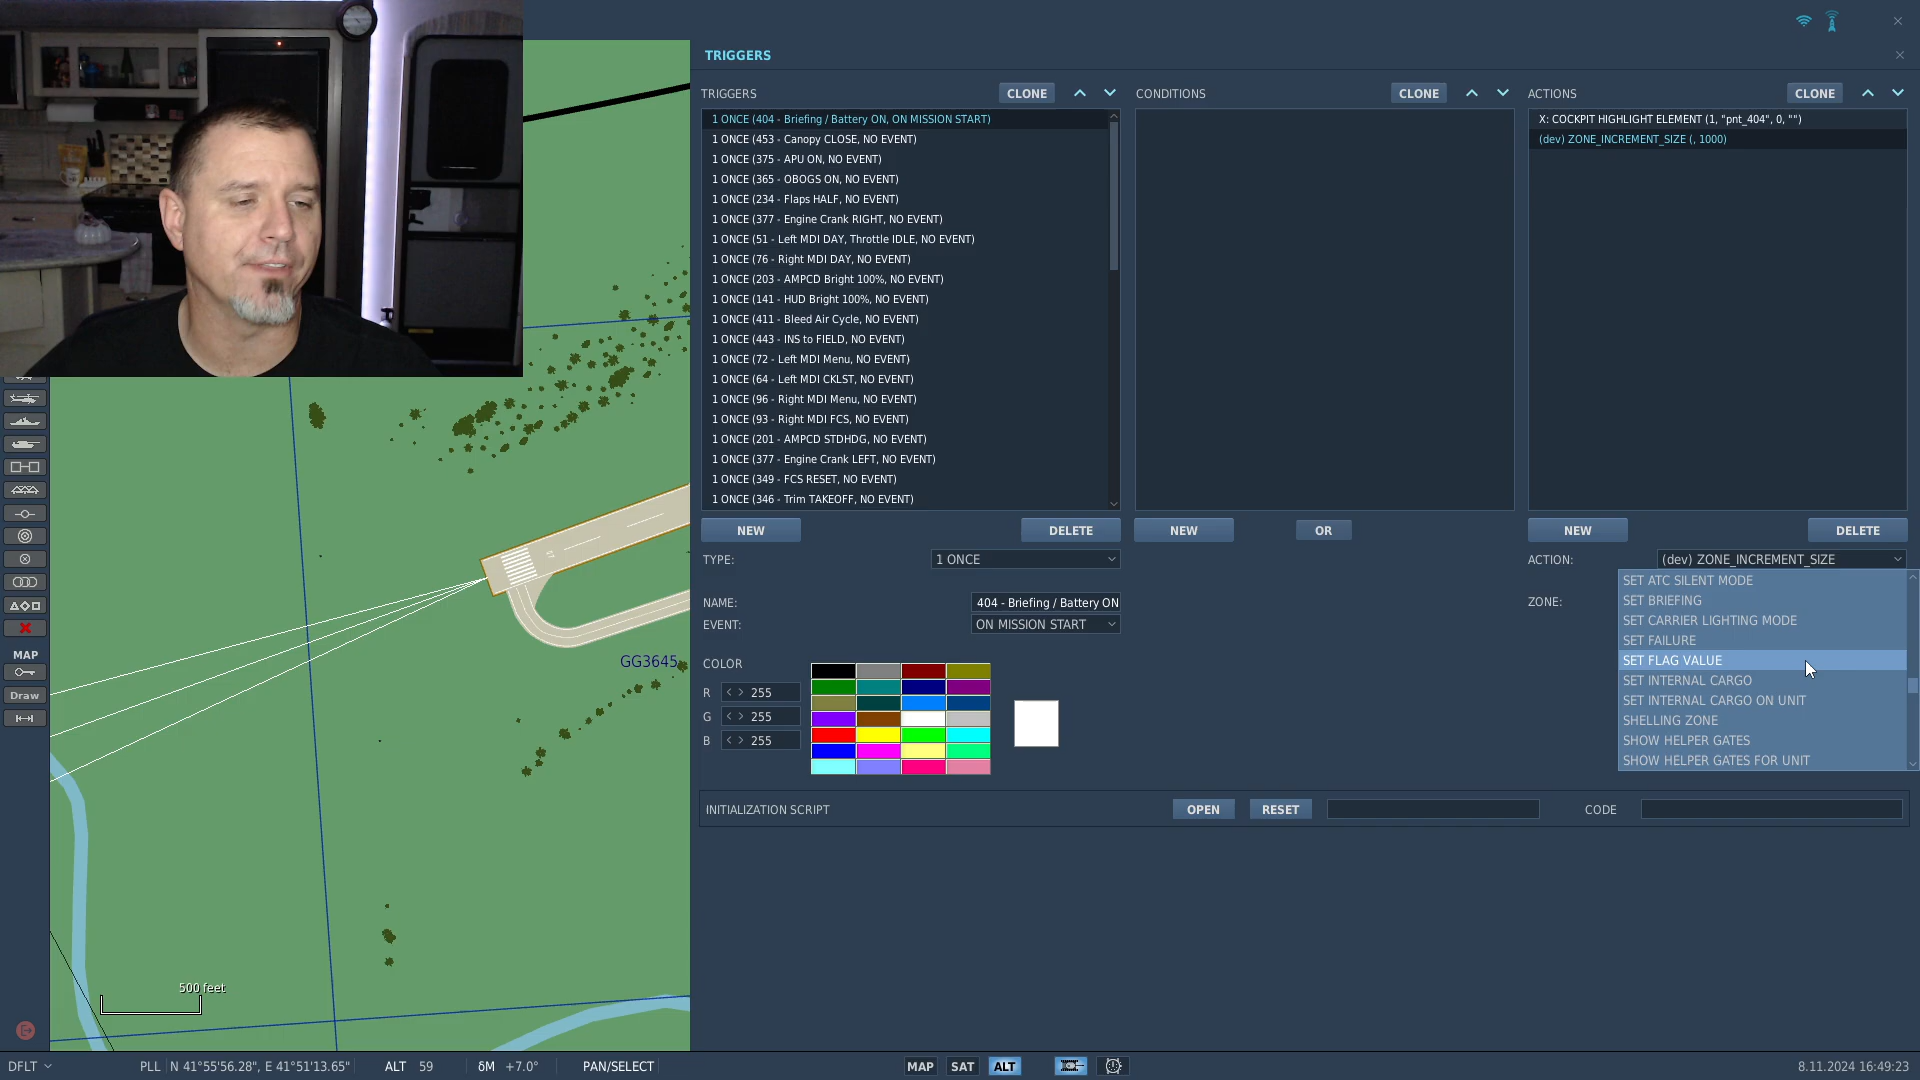 TRIGGERS
TRIGGERS CLONE
1 ONCE (404 - Briefing / Battery ON, ON MISSION START)
1 ONCE (453 - Canopy CLOSE, NO EVENT)
1 ONCE (375 - APU ON, NO EVENT)
1 ONCE (365 - OBOGS ON, NO EVENT)
1 ONCE (234 - Flaps HALF, NO EVENT)
1 ONCE (377 - Engine Crank RIGHT, NO EVENT)
1 ONCE (51 - Left MDI DAY, Throttle IDLE, NO EVENT)
1 ONCE (76 - Right MDI DAY, NO EVENT)
1 ONCE (203 - AMPCD Bright 100%, NO EVENT)
1 ONCE (141 - HUD Bright 100%, NO EVENT)
1 ONCE (411 - Bleed Air Cycle, NO EVENT)
1 ONCE (443 - INS to FIELD, NO EVENT)
1 ONCE (72 - Left MDI Menu, NO EVENT)
1 ONCE (64 - Left MDI CKLST, NO EVENT)
1 ONCE (96 - Right MDI Menu, NO EVENT)
1 ONCE (93 - Right MDI FCS, NO EVENT)
1 ONCE (201 - AMPCD STDHDG, NO EVENT)
1 ONCE (377 - Engine Crank LEFT, NO EVENT)
1 ONCE (349 - FCS RESET, NO EVENT)
1 ONCE (346 - Trim TAKEOFF, NO EVENT)
NEW DELETE
TYPE: 1 ONCE
NAME: 404 - Briefing / Battery ON
EVENT: ON MISSION START
COLOR
R 255
G 255
B 255
CONDITIONS CLONE
NEW OR
ACTIONS CLONE
X: COCKPIT HIGHLIGHT ELEMENT (1, "pnt_404", 0, "")
(dev) ZONE_INCREMENT_SIZE (, 1000)
NEW DELETE
ACTION: (dev) ZONE_INCREMENT_SIZE
ZONE:
SET ATC SILENT MODE
SET BRIEFING
SET CARRIER LIGHTING MODE
SET FAILURE
SET FLAG VALUE
SET INTERNAL CARGO
SET INTERNAL CARGO ON UNIT
SHELLING ZONE
SHOW HELPER GATES
SHOW HELPER GATES FOR UNIT
INITIALIZATION SCRIPT OPEN RESET CODE
MAP
Draw
GG3645
500 feet
DFLT PLL N 41°55'56.28", E 41°51'13.65" ALT 59 δM +7.0° PAN/SELECT MAP SAT ALT 8.11.2024 16:49:23